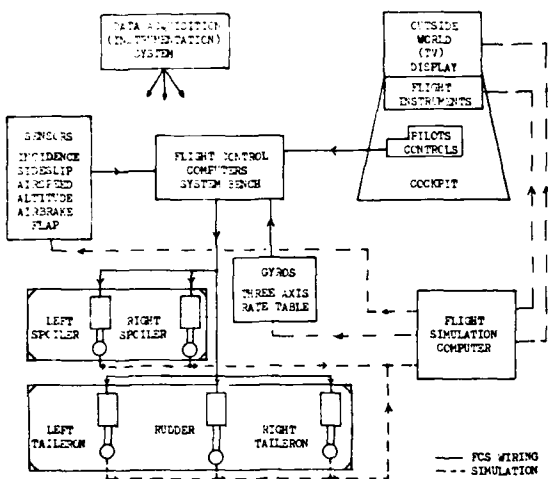 DATA ACQUISITION
(INSTRUMENTATION)
SYSTEM
OUTSIDE
WORLD
(TV)
DISPLAY
FLIGHT
INSTRUMENTS
PILOTS
CONTROLS
COCKPIT
SENSORS
INCIDENCE
SIDESLIP
AIRSPEED
ALTITUDE
AIRBRAKE
FLAP
FLIGHT CONTROL
COMPUTERS
SYSTEM BENCH
GYROS
THREE AXIS
RATE TABLE
LEFT
SPOILER
RIGHT
SPOILER
FLIGHT
SIMULATION
COMPUTER
LEFT
TAILERON
RUDDER
RIGHT
TAILERON
FCS WIRING
SIMULATION